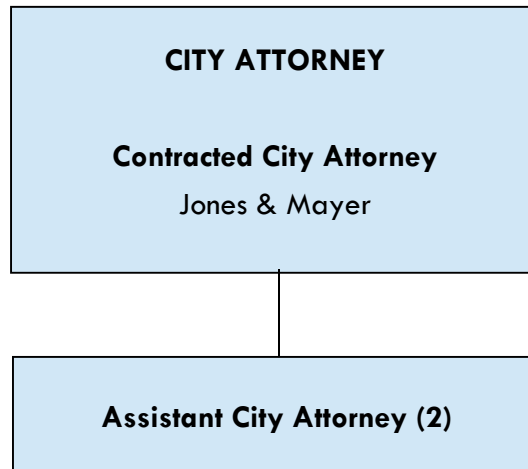 CITY ATTORNEY
Contracted City Attorney
Jones & Mayer
Assistant City Attorney (2)